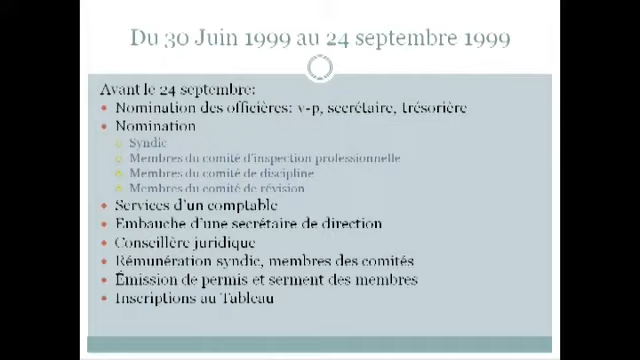 Du 30 Juin 1999 au 24 septembre 1999
Avant le 24 septembre:
Nomination des officières: v-p, secrétaire, trésorière
Nomination
Syndic
Membres du comité d'inspection professionnelle
Membres du comité de discipline
Membres du comité de révision
Services d'un comptable
Embauche d'une secrétaire de direction
Conseillère juridique
Rémunération syndic, membres des comités
Émission de permis et serment des membres
Inscriptions au Tableau